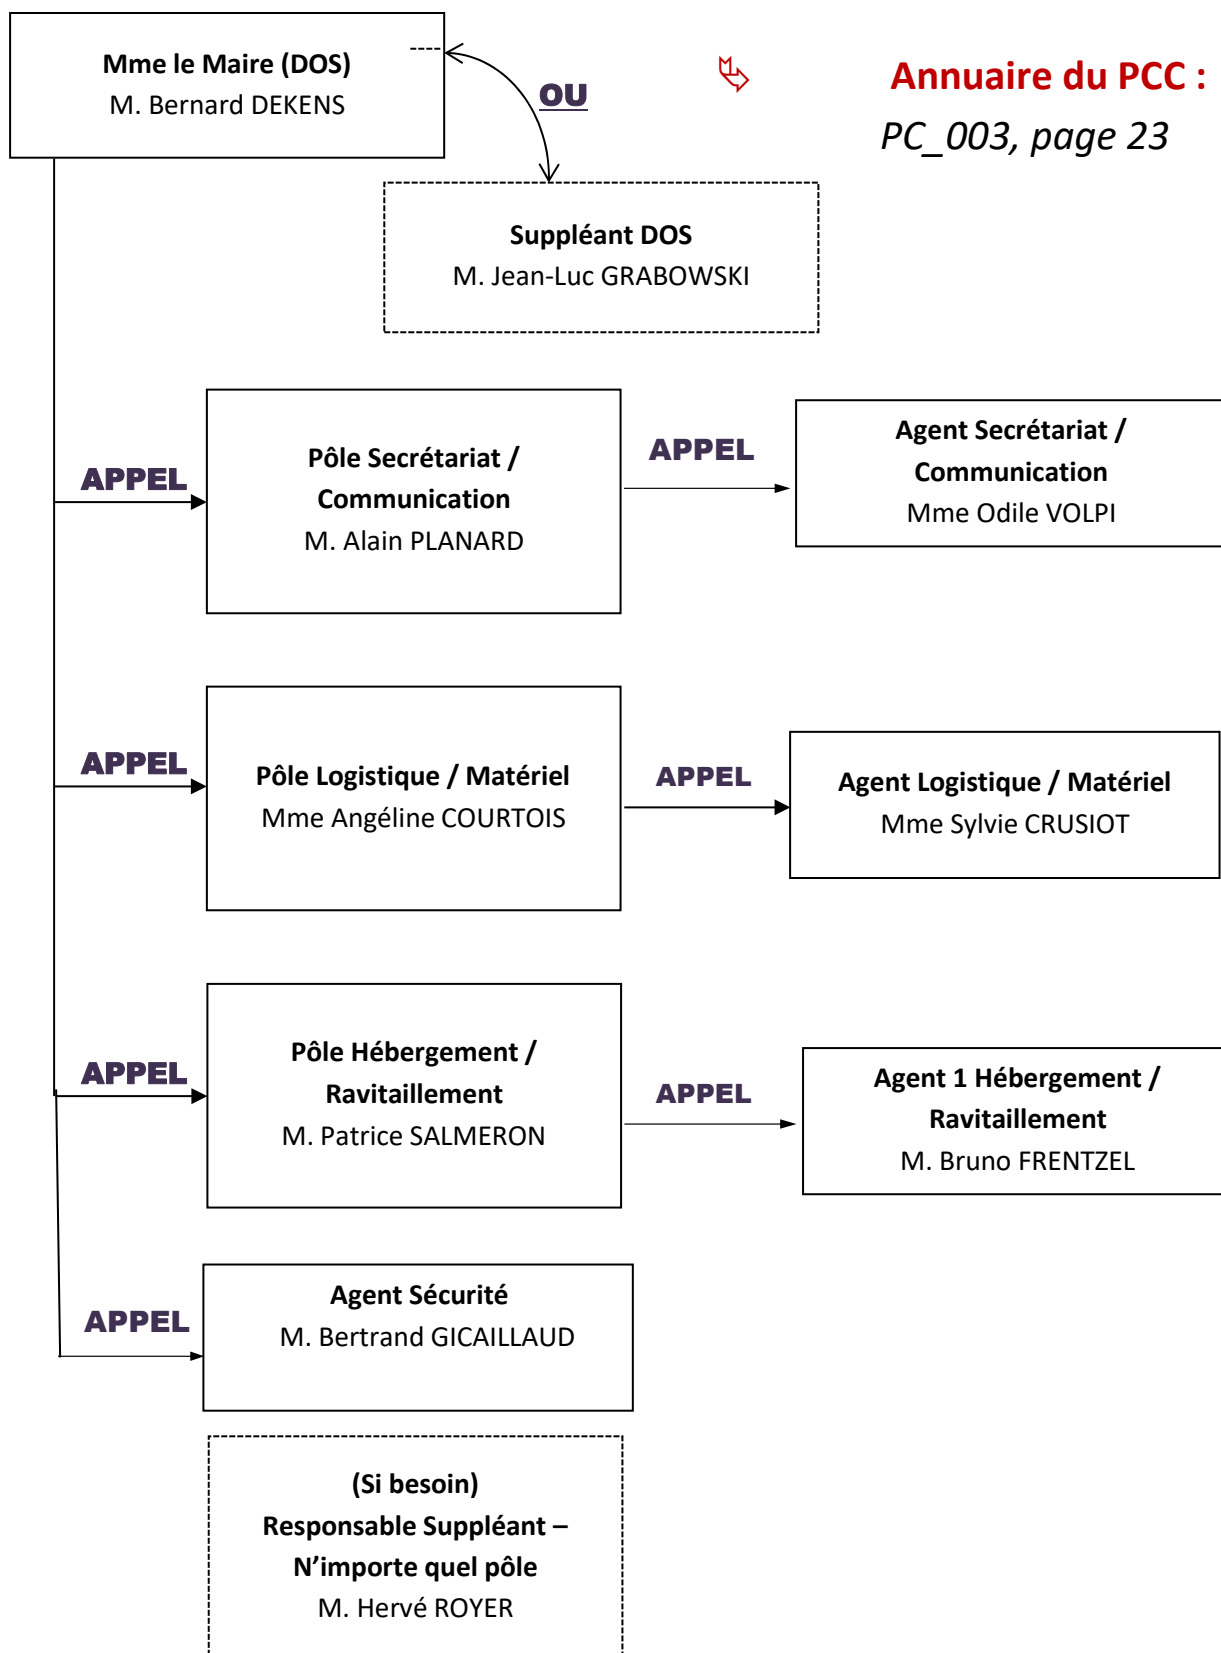 Mme le Maire (DOS)
M. Bernard DEKENS
OU
Annuaire du PCC :
PC_003, page 23
Suppléant DOS
M. Jean-Luc GRABOWSKI
APPEL
Pôle Secrétariat /
Communication
M. Alain PLANARD
APPEL
Agent Secrétariat /
Communication
Mme Odile VOLPI
APPEL
Pôle Logistique / Matériel
Mme Angéline COURTOIS
APPEL
Agent Logistique / Matériel
Mme Sylvie CRUSIOT
APPEL
Pôle Hébergement /
Ravitaillement
M. Patrice SALMERON
APPEL
Agent 1 Hébergement /
Ravitaillement
M. Bruno FRENTZEL
APPEL
Agent Sécurité
M. Bertrand GICAILLAUD
(Si besoin)
Responsable Suppléant –
N’importe quel pôle
M. Hervé ROYER